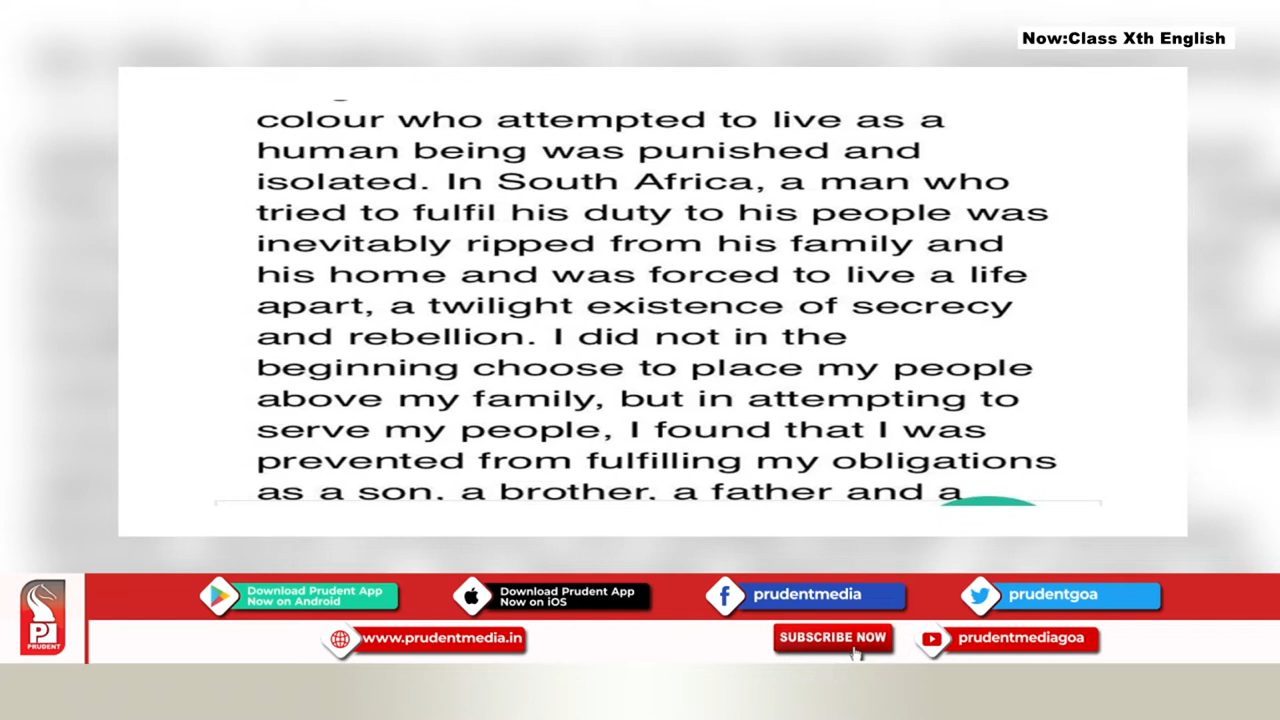 Now:Class Xth English
colour who attempted to live as a
human being was punished and
isolated. In South Africa, a man who
tried to fulfil his duty to his people was
inevitably ripped from his family and
his home and was forced to live a life
apart, a twilight existence of secrecy
and rebellion. I did not in the
beginning choose to place my people
above my family, but in attempting to
serve my people, I found that I was
prevented from fulfilling my obligations
as a son, a brother, a father and a
Download Prudent App
Now on Android
Download Prudent App
Now on iOS
prudentmedia
prudentgoa
PRUDENT
www.prudentmedia.in
SUBSCRIBE NOW
prudentmediagoa